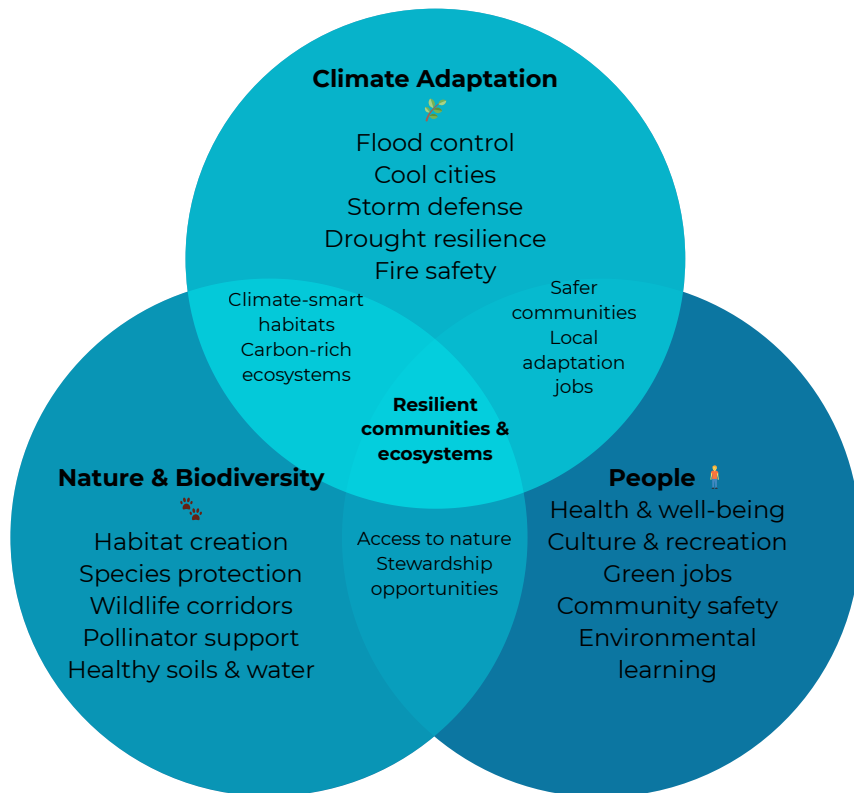 Climate Adaptation
Flood control
Cool cities
Storm defense
Drought resilience
Fire safety
Climate-smart
habitats
Carbon-rich
ecosystems
Safer
communities
Local
adaptation
jobs
Resilient
communities &
ecosystems
Nature & Biodiversity
Habitat creation
Species protection
Wildlife corridors
Pollinator support
Healthy soils & water
Access to nature
Stewardship
opportunities
People
Health & well-being
Culture & recreation
Green jobs
Community safety
Environmental
learning